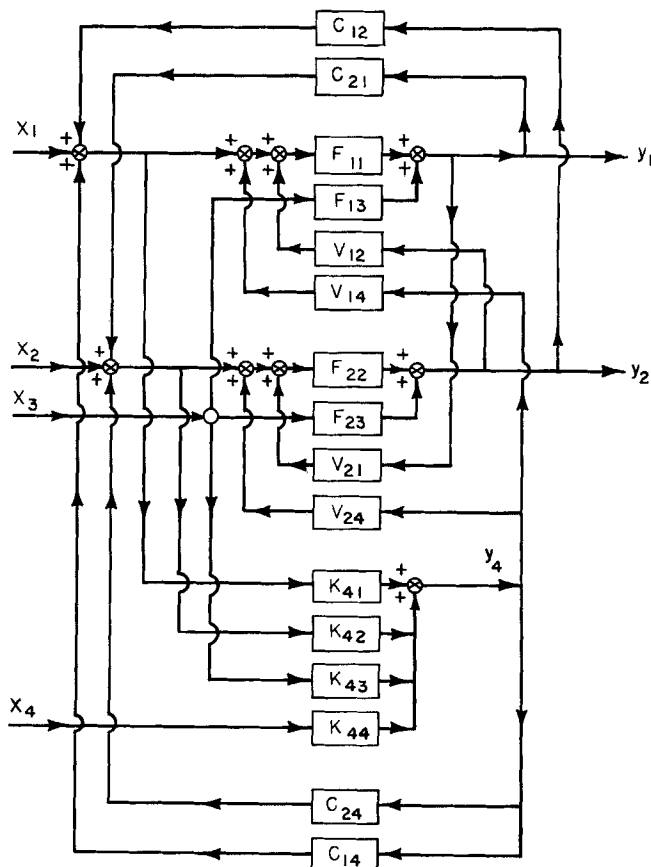 C12
C21
X1
+
+
+
+
F11
+
+
y1
F13
V12
V14
X2
+
+
+
+
F22
+
+
y2
X3
F23
V21
V24
y4
K41
+
+
K42
K43
X4
K44
C24
C14